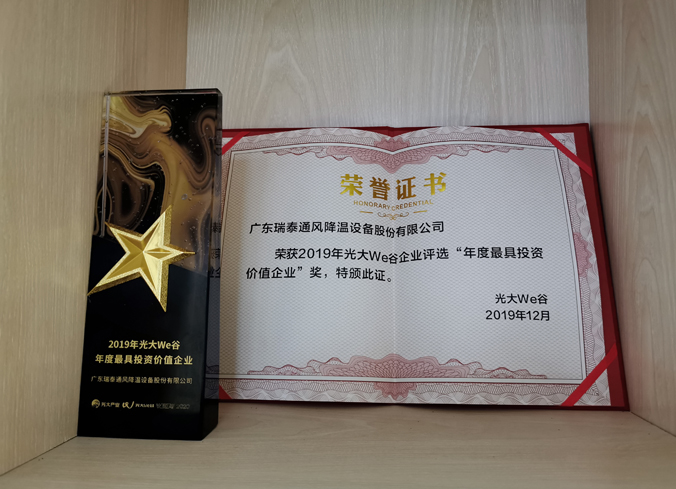 2019年光大We谷
年度最具投资价值企业
广东瑞泰通风降温设备股份有限公司
光大产业
荣誉证书
HONORARY CREDENTIAL
广东瑞泰通风降温设备股份有限公司
荣获2019年光大We谷企业评选“年度最具投资
价值企业”奖，特颁此证。
光大We谷
2019年12月